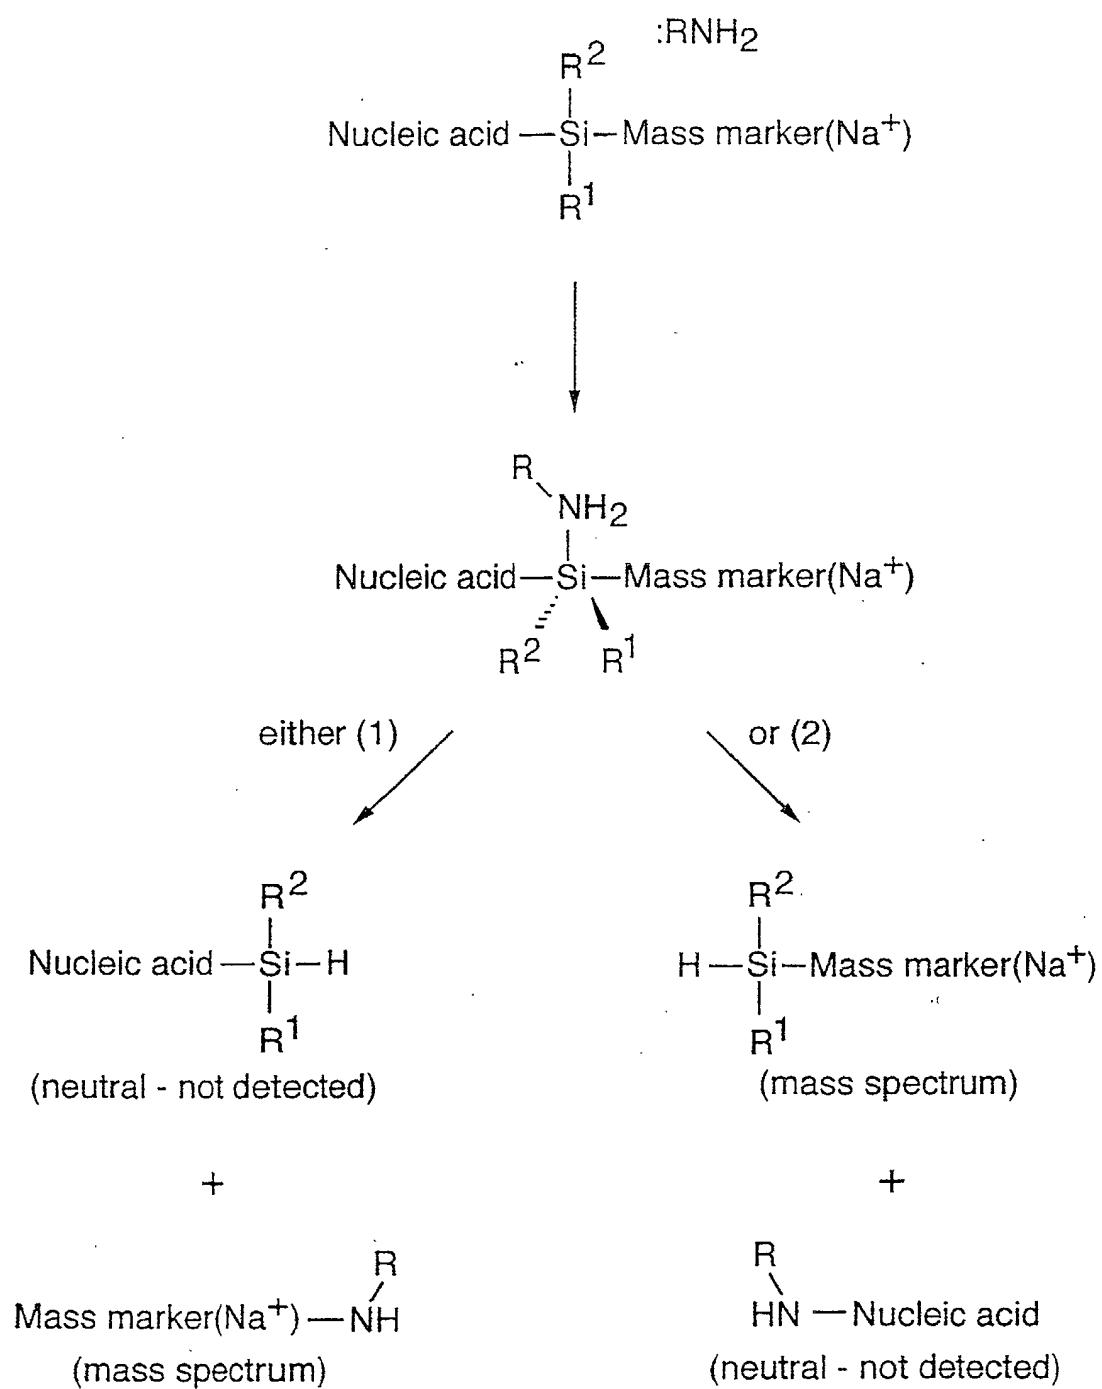 :RNH2
R2
Nucleic acid—Si—Mass marker(Na+)
R1
R
NH2
Nucleic acid—Si—Mass marker(Na+)
R2 R1
either (1) or (2)
R2 R2
Nucleic acid—Si—H H—Si—Mass marker(Na+)
R1 R1
(neutral - not detected) (mass spectrum)
+ +
R R
Mass marker(Na+)—NH HN—Nucleic acid
(mass spectrum) (neutral - not detected)